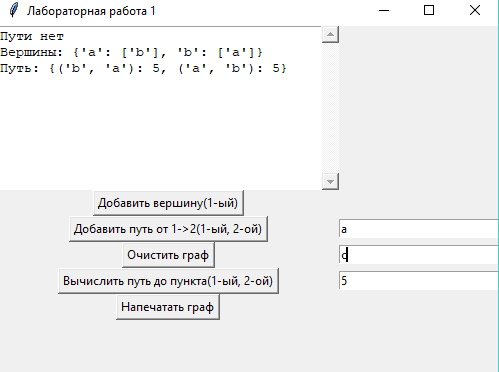 Лабораторная работа 1
Пути нет
Вершины: {'a': ['b'], 'b': ['a']}
Путь: {('b', 'a'): 5, ('a', 'b'): 5}
Добавить вершину(1-ый)
Добавить путь от 1->2(1-ый, 2-ой)
a
Очистить граф
c
Вычислить путь до пункта(1-ый, 2-ой)
5
Напечатать граф